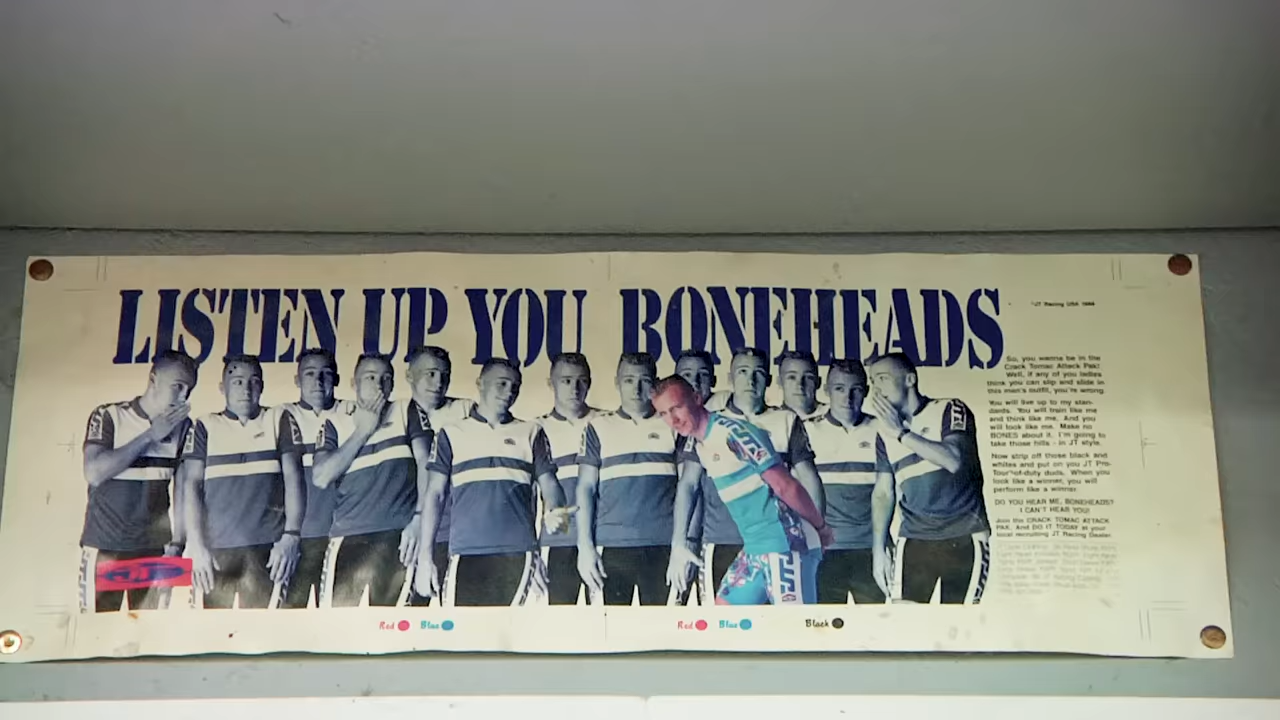 LISTEN UP YOU BONEHEADS
JT Racing USA
So, you wanna be in the
Crack Tomac Attack Pak!
Well, if any of you ladies
think you can slip and slide in
this men's outfit, you're wrong.
You will live up to my stan-
dards. You will train like me
and think like me. And you
will look like me. Make no
BONES about it. I'm going to
take those hills - in JT style.
Now strip off those black and
whites and put on you JT Pro-
Tour of-duty duds. When you
look like a winner, you will
perform like a winner.
DO YOU HEAR ME, BONEHEADS?
I CAN'T HEAR YOU!
Join the CRACK TOMAC ATTACK
PAK. And DO IT TODAY at your
local recruiting JT Racing Dealer.
JT
Red Blue Red Blue Black